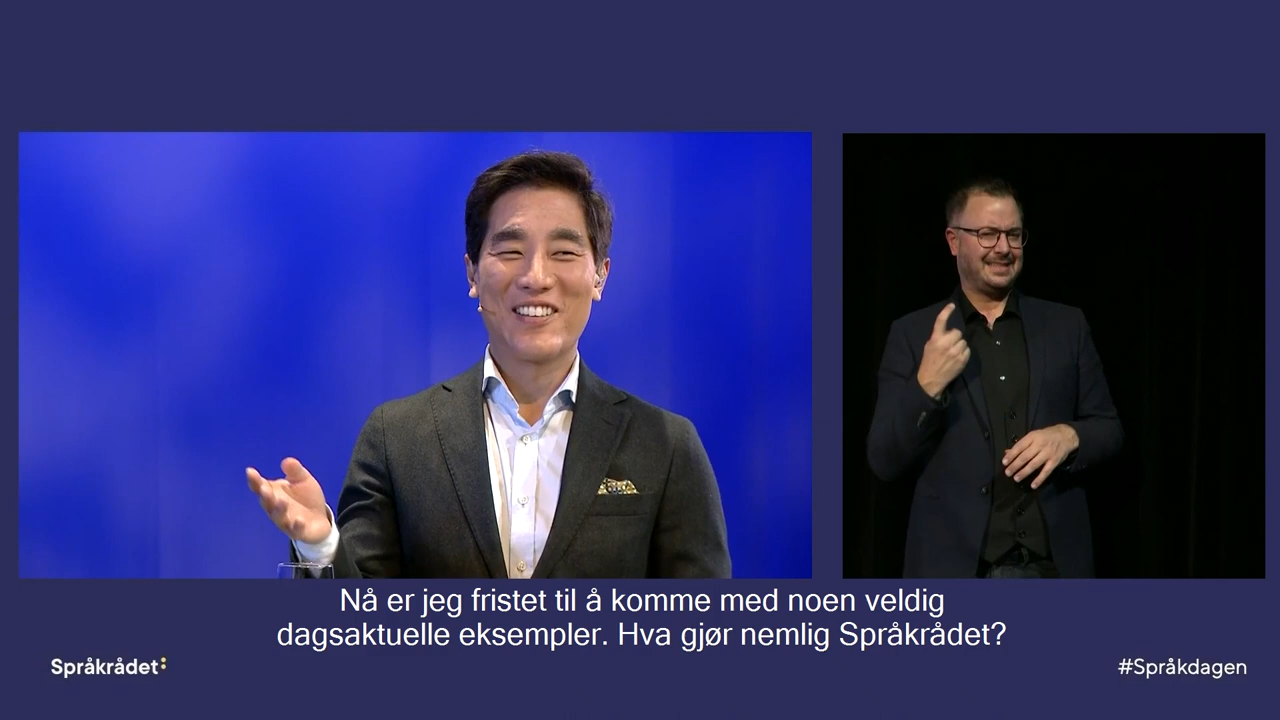 Nå er jeg fristet til å komme med noen veldig
dagsaktuelle eksempler. Hva gjør nemlig Språkrådet?
Språkrådet:
#Språkdagen